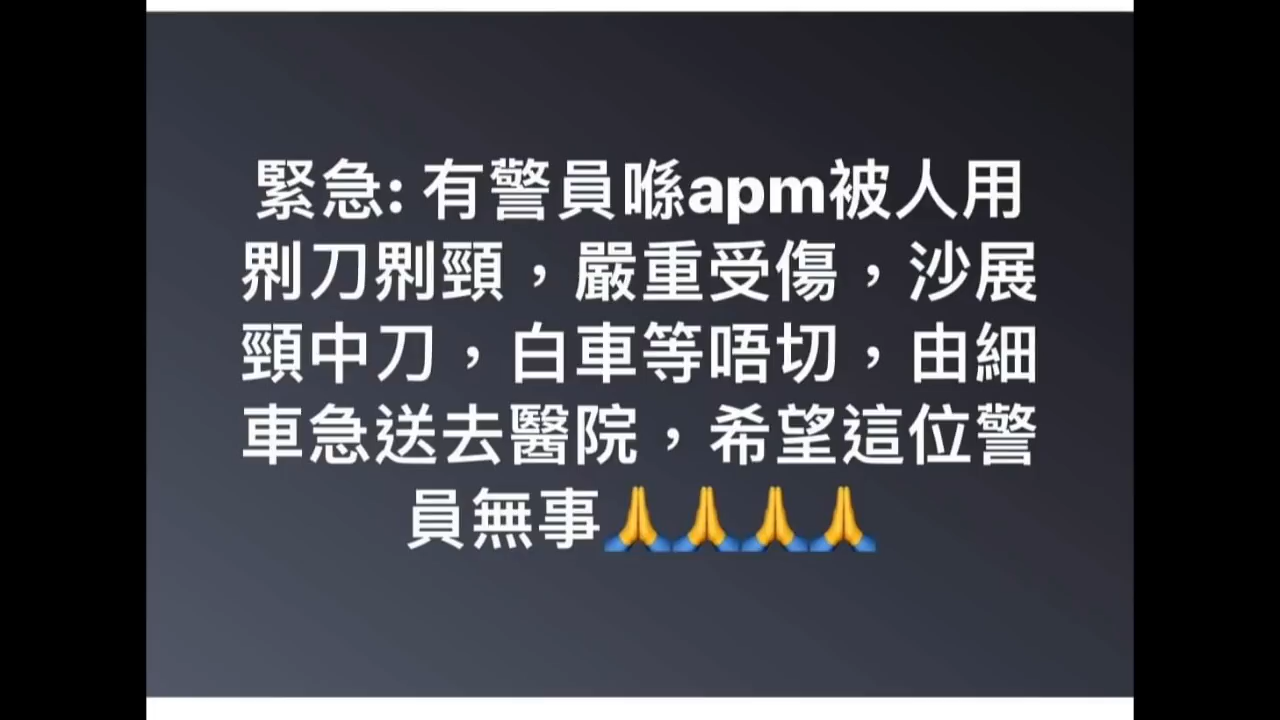 緊急: 有警員喺apm被人用
𠝹刀𠝹頸，嚴重受傷，沙展
頸中刀，白車等唔切，由細
車急送去醫院，希望這位警
員無事🙏🙏🙏🙏